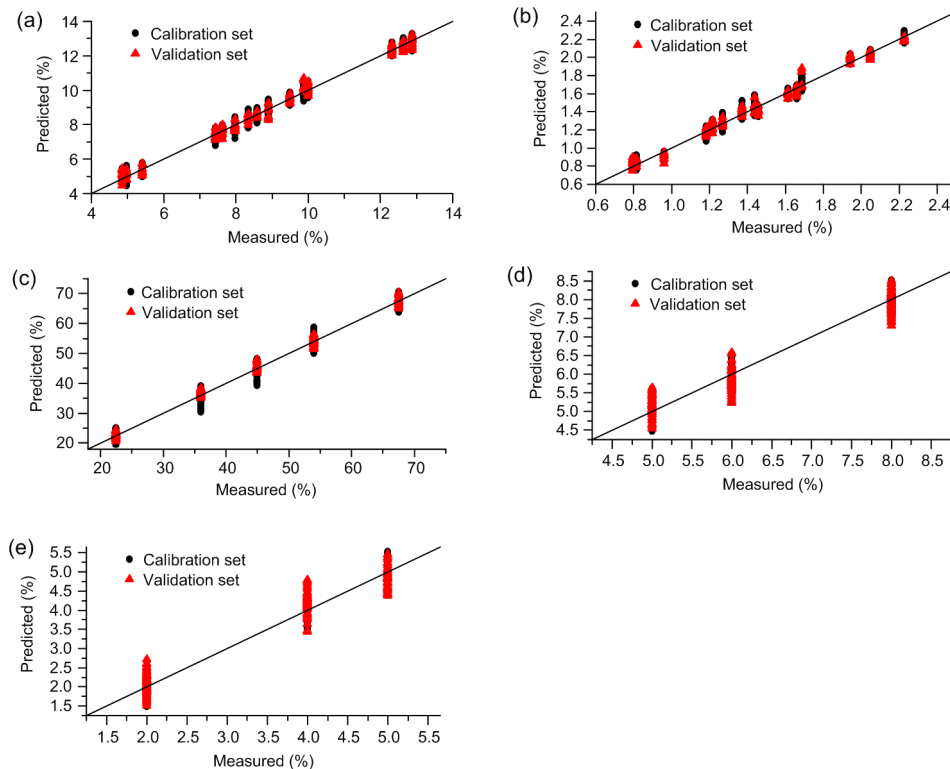 (a)
Calibration set
Validation set
Predicted (%)
14
12
10
8
6
4
4 6 8 10 12 14
Measured (%)
(b)
Calibration set
Validation set
Predicted (%)
2.4
2.2
2.0
1.8
1.6
1.4
1.2
1.0
0.8
0.6
0.6 0.8 1.0 1.2 1.4 1.6 1.8 2.0 2.2 2.4
Measured (%)
(c)
Calibration set
Validation set
Predicted (%)
70
60
50
40
30
20
20 30 40 50 60 70
Measured (%)
(d)
Calibration set
Validation set
Predicted (%)
8.5
8.0
7.5
7.0
6.5
6.0
5.5
5.0
4.5
4.5 5.0 5.5 6.0 6.5 7.0 7.5 8.0 8.5
Measured (%)
(e)
Calibration set
Validation set
Predicted (%)
5.5
5.0
4.5
4.0
3.5
3.0
2.5
2.0
1.5
1.5 2.0 2.5 3.0 3.5 4.0 4.5 5.0 5.5
Measured (%)